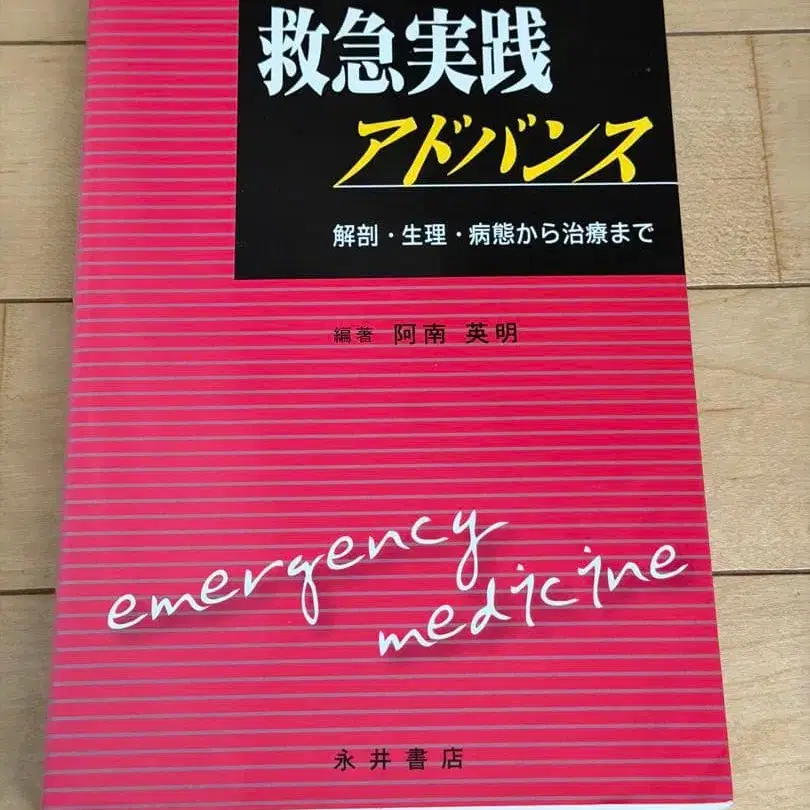 救急実践
アドバンス
解剖・生理・病態から治療まで
編著 阿南 英明
emergency
medicine
永井書店